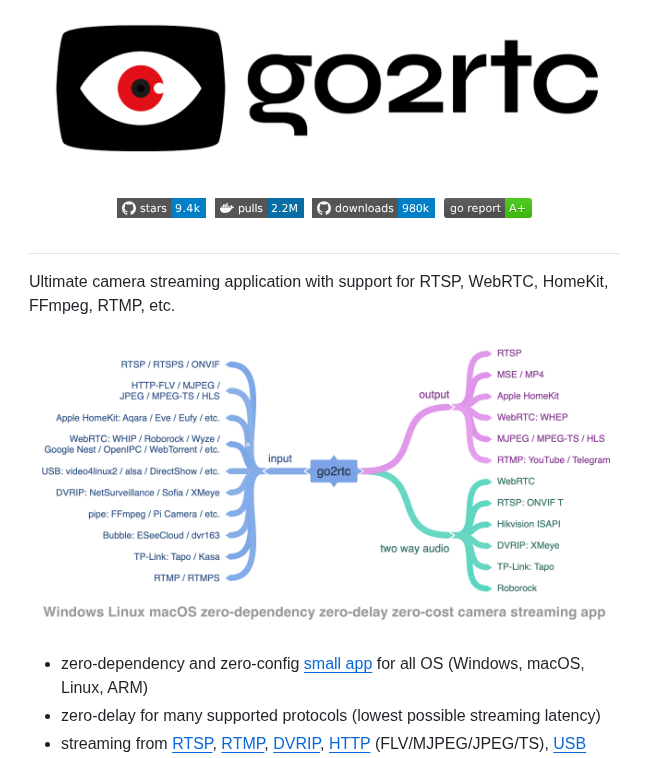 go2rtc
stars 9.4k pulls 2.2M downloads 980k go report A+
Ultimate camera streaming application with support for RTSP, WebRTC, HomeKit,
FFmpeg, RTMP, etc.
RTSP / RTSPS / ONVIF
HTTP-FLV / MJPEG /
JPEG / MPEG-TS / HLS
Apple HomeKit: Aqara / Eve / Eufy / etc.
WebRTC: WHIP / Roborock / Wyze /
Google Nest / OpenIPC / WebTorrent / etc.
USB: video4linux2 / alsa / DirectShow / etc.
DVRIP: NetSurveillance / Sofia / XMeye
pipe: FFmpeg / Pi Camera / etc.
Bubble: ESeeCloud / dvr163
TP-Link: Tapo / Kasa
RTMP / RTMPS
input
go2rtc
output
RTSP
MSE / MP4
Apple HomeKit
WebRTC: WHEP
MJPEG / MPEG-TS / HLS
RTMP: YouTube / Telegram
two way audio
WebRTC
RTSP: ONVIF T
Hikvision ISAPI
DVRIP: XMeye
TP-Link: Tapo
Roborock
Windows Linux macOS zero-dependency zero-delay zero-cost camera streaming app
• zero-dependency and zero-config small app for all OS (Windows, macOS,
Linux, ARM)
• zero-delay for many supported protocols (lowest possible streaming latency)
• streaming from RTSP, RTMP, DVRIP, HTTP (FLV/MJPEG/JPEG/TS), USB